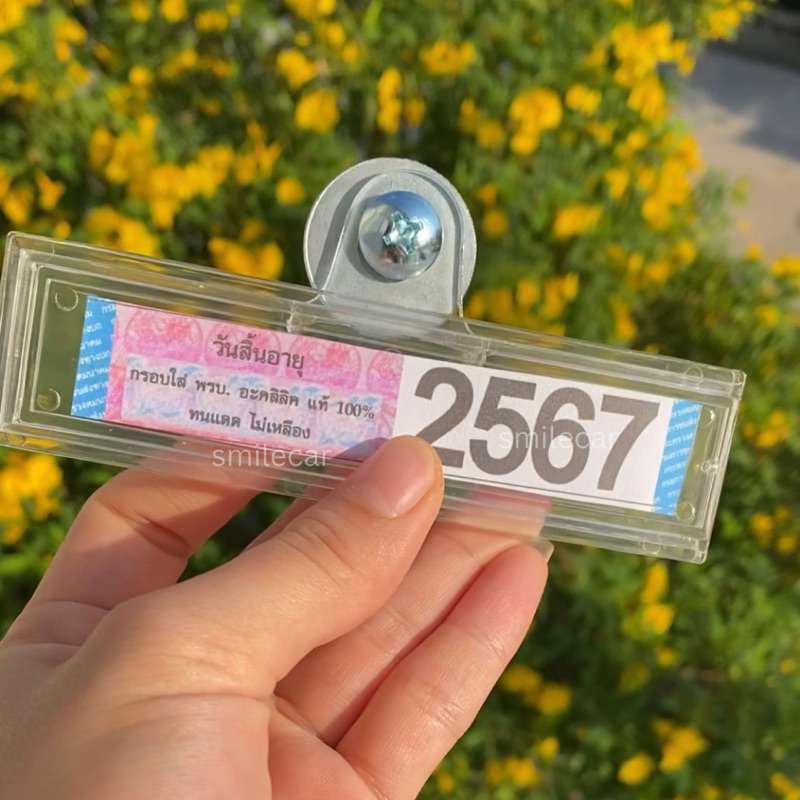 วันสิ้นอายุ
กรอบใส่ พรบ. อะคลิลิค แท้ 100%
ทนแดด ไม่เหลือง
2567
smilecar
smilecar